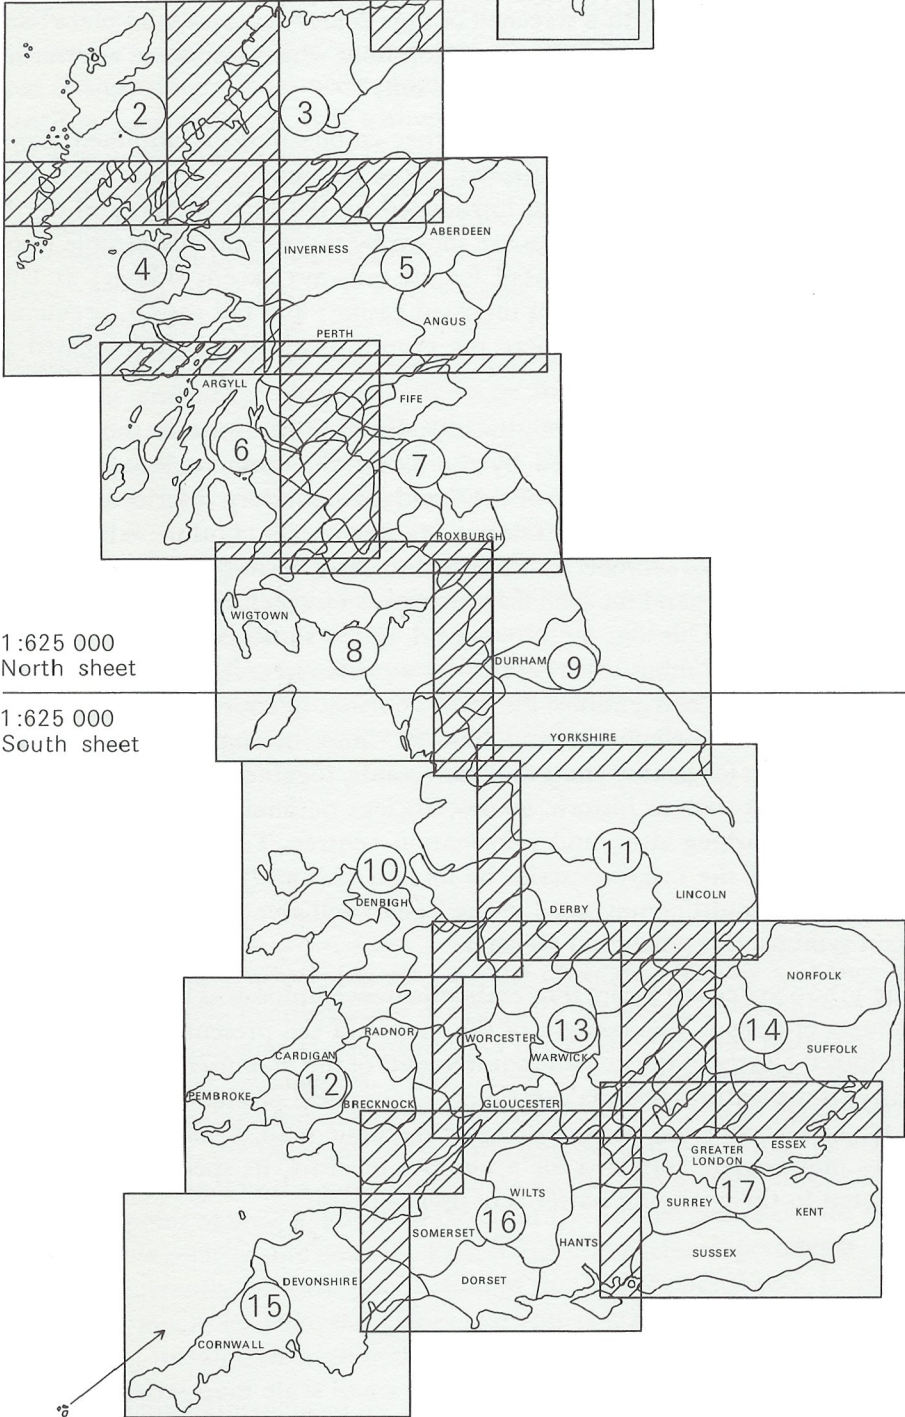 2
3
ABERDEEN
INVERNESS
5
4
ANGUS
PERTH
ARGYLL
FIFE
6
7
ROXBURGH
WIGTOWN
1:625 000
North sheet
8
DURHAM
9
1:625 000
South sheet
YORKSHIRE
10
11
DENBIGH
DERBY
LINCOLN
NORFOLK
RADNOR
13
14
WORCESTER
SUFFOLK
CARDIGAN
WARWICK
12
PEMBROKE
BRECKNOCK
GLOUCESTER
GREATER
LONDON
ESSEX
WILTS
17
SURREY
KENT
16
SOMERSET
HANTS
SUSSEX
DEVONSHIRE
DORSET
15
CORNWALL